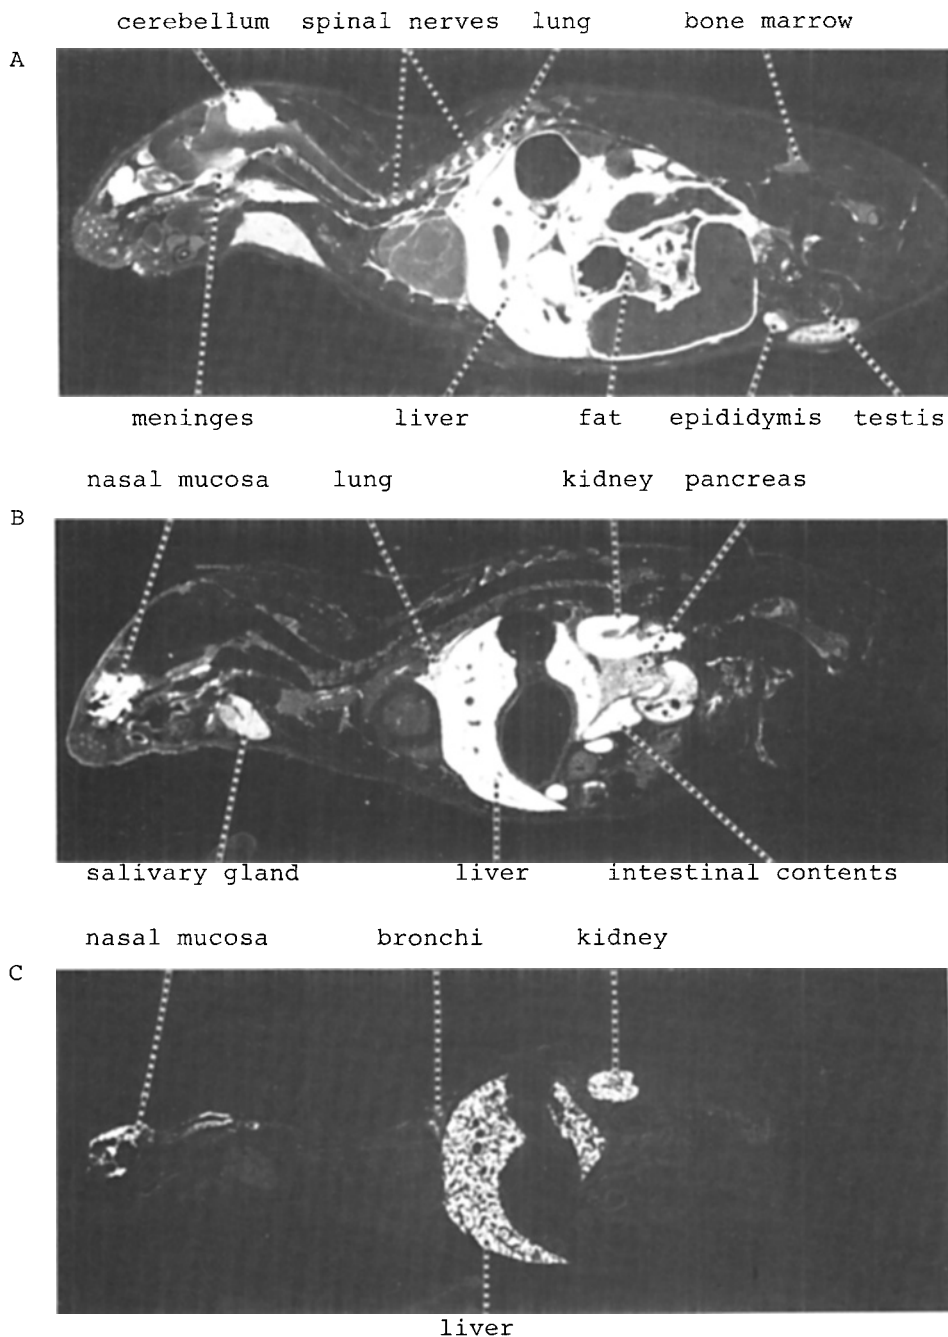 cerebellum spinal nerves lung bone marrow
A
meninges liver fat epididymis testis
nasal mucosa lung kidney pancreas
B
salivary gland liver intestinal contents
nasal mucosa bronchi kidney
C
liver